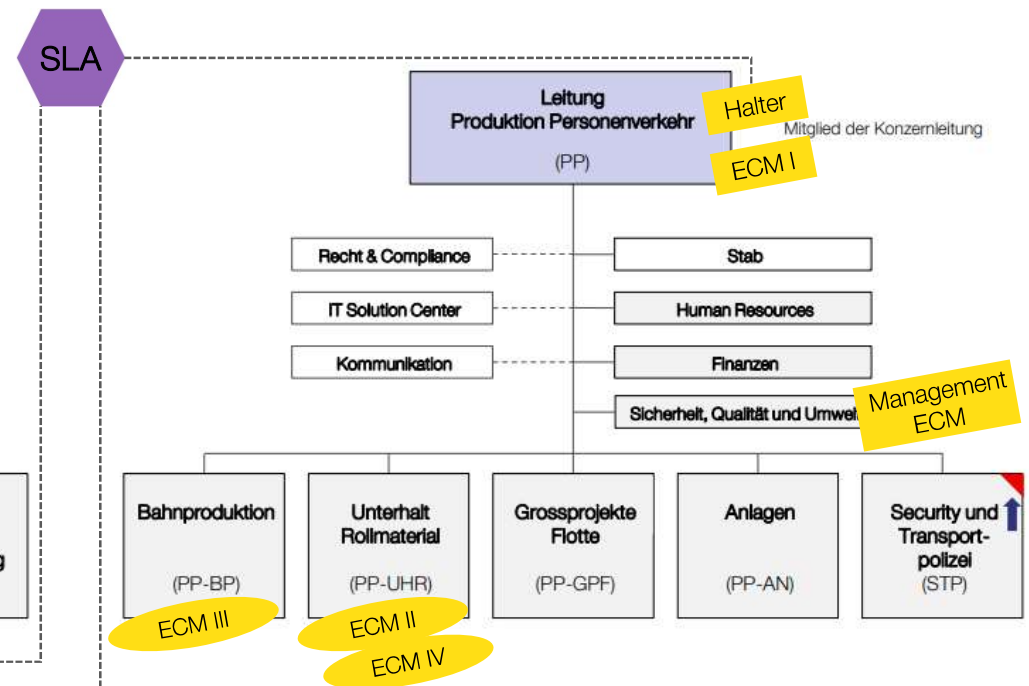 SLA
Leitung
Produktion Personenverkehr
(PP)
Halter
Mitglied der Konzernleitung
ECM I
Recht & Compliance
Stab
IT Solution Center
Human Resources
Kommunikation
Finanzen
Sicherheit, Qualität und
Management
ECM
Bahnproduktion
(PP-BP)
ECM III
Unterhalt
Rollmaterial
(PP-UHR)
ECM II
ECM IV
Grossprojekte
Flotte
(PP-GPF)
Anlagen
(PP-AN)
Security und
Transport-
polizei
(STP)